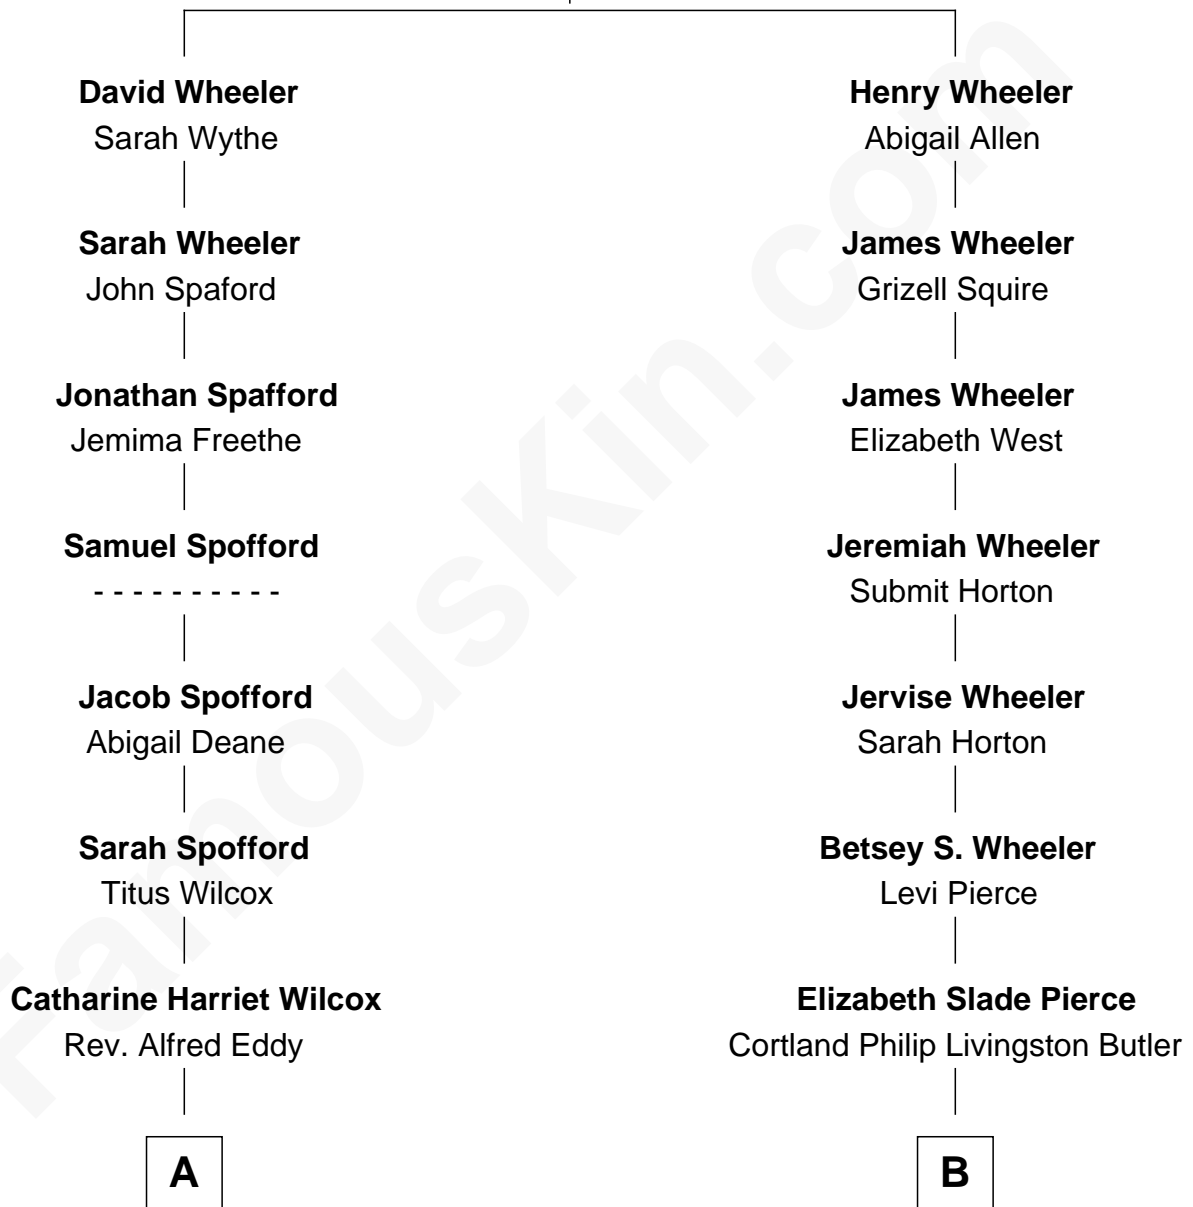 David Wheeler
Sarah Wythe
Henry Wheeler
Abigail Allen
Sarah Wheeler
John Spaford
James Wheeler
Grizell Squire
Jonathan Spafford
Jemima Freethe
James Wheeler
Elizabeth West
Samuel Spofford
- - - - - - - - - -
Jeremiah Wheeler
Submit Horton
Jacob Spofford
Abigail Deane
Jervise Wheeler
Sarah Horton
Sarah Spofford
Titus Wilcox
Betsey S. Wheeler
Levi Pierce
Catharine Harriet Wilcox
Rev. Alfred Eddy
Elizabeth Slade Pierce
Cortland Philip Livingston Butler
A
B
FamousKin.com